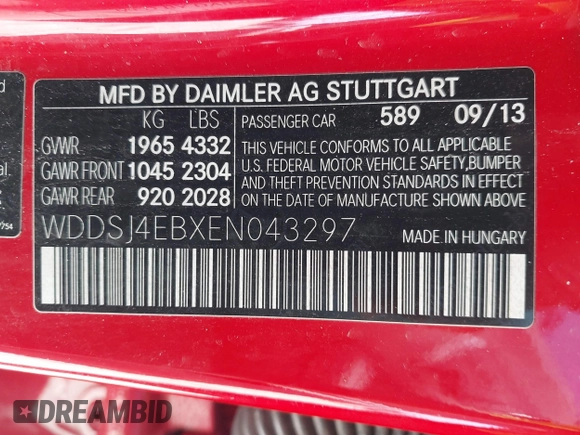 MFD BY DAIMLER AG STUTTGART
KG LBS PASSENGER CAR 589 09/13
GVWR 1965 4332
GAWR FRONT 1045 2304
GAWR REAR 920 2028
THIS VEHICLE CONFORMS TO ALL APPLICABLE
U.S. FEDERAL MOTOR VEHICLE SAFETY, BUMPER
AND THEFT PREVENTION STANDARDS IN EFFECT
ON THE DATE OF MANUFACTURE SHOWN ABOVE.
WDDSJ4EBXEN043297 MADE IN HUNGARY
DREAMBID